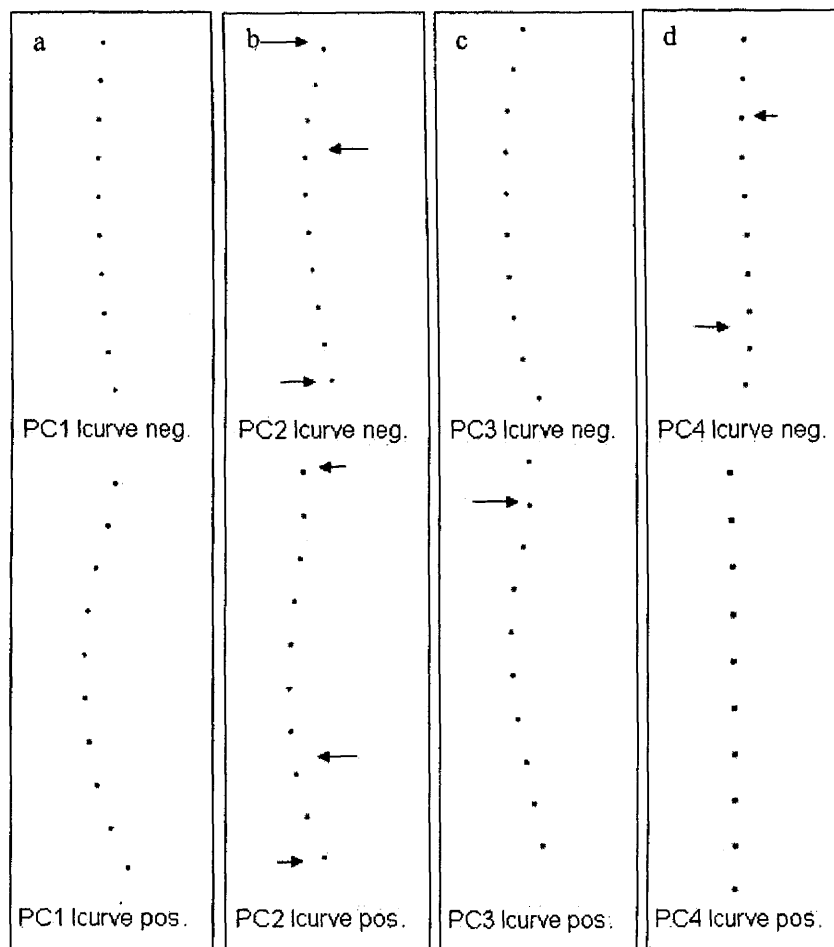 a
b
c
d
PC1 lcurve neg.
PC2 lcurve neg.
PC3 lcurve neg.
PC4 lcurve neg.
PC1 lcurve pos.
PC2 lcurve pos.
PC3 lcurve pos.
PC4 lcurve pos.